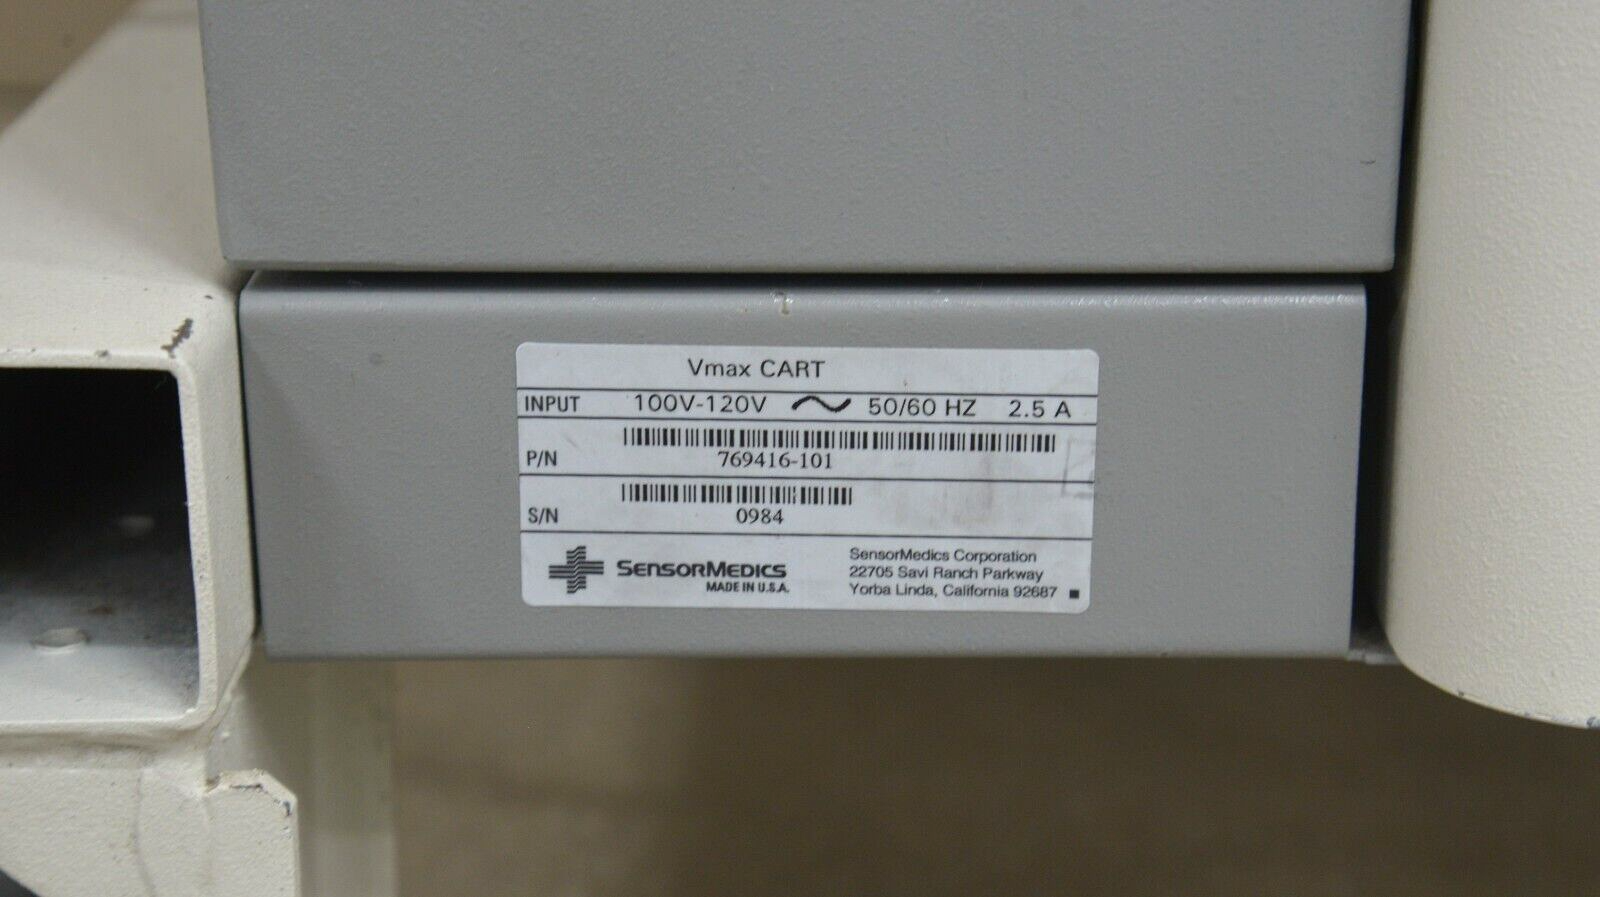 Vmax CART
INPUT 100V-120V ~ 50/60 HZ 2.5 A
P/N 769416-101
S/N 0984
SENSORMEDICS
MADE IN U.S.A.
SensorMedics Corporation
22705 Savi Ranch Parkway
Yorba Linda, California 92687